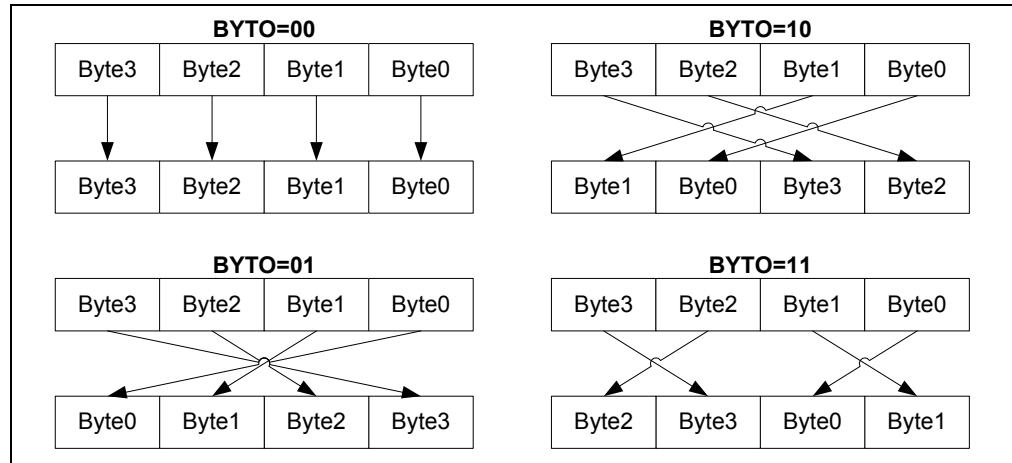 BYTO=00
Byte3 Byte2 Byte1 Byte0
Byte3 Byte2 Byte1 Byte0
BYTO=10
Byte3 Byte2 Byte1 Byte0
Byte1 Byte0 Byte3 Byte2
BYTO=01
Byte3 Byte2 Byte1 Byte0
Byte0 Byte1 Byte2 Byte3
BYTO=11
Byte3 Byte2 Byte1 Byte0
Byte2 Byte3 Byte0 Byte1